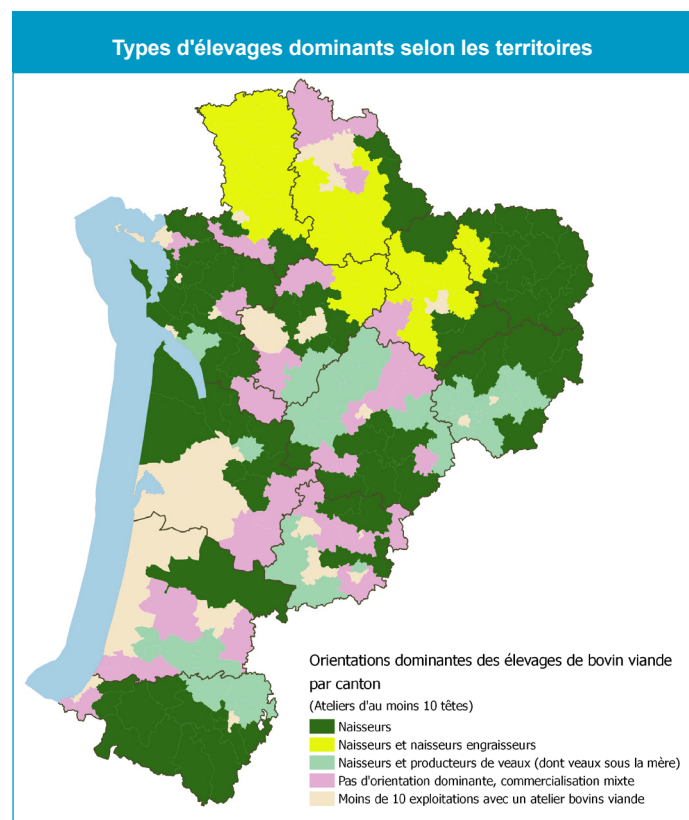 Types d'élevages dominants selon les territoires
Orientations dominantes des élevages de bovin viande
par canton
(Ateliers d'au moins 10 têtes)
Naisseurs
Naisseurs et naisseurs engraisseurs
Naisseurs et producteurs de veaux (dont veaux sous la mère)
Pas d'orientation dominante, commercialisation mixte
Moins de 10 exploitations avec un atelier bovins viande